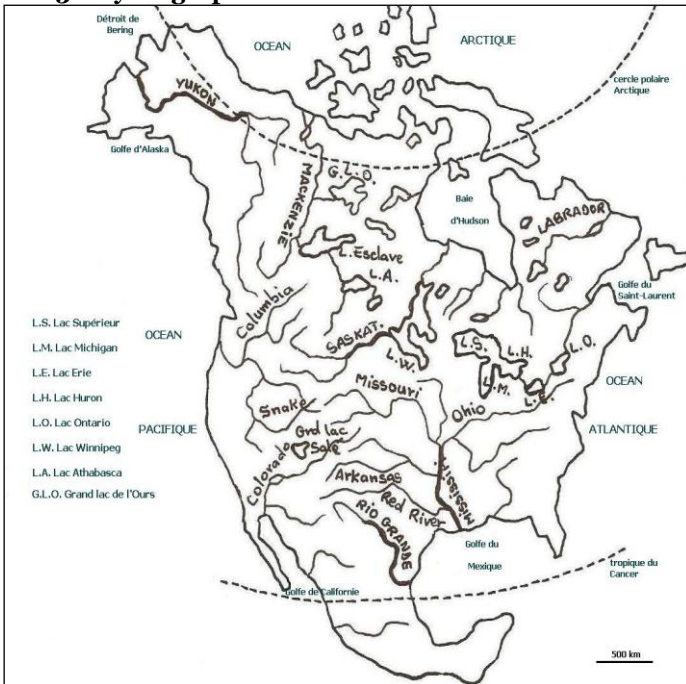 Détroit de
Bering
OCEAN
ARCTIQUE
cercle polaire
Arctique
YUKON
Golfe d'Alaska
MACKENZIE
G.L.O.
Baie
d'Hudson
LABRADOR
L.Esclave
L.A.
Golfe du
Saint-Laurent
Columbia
L.S. Lac Supérieur
OCEAN
SASKAT.
L.S.
L.H.
L.O.
L.M. Lac Michigan
L.W.
L.M.
L.E.
L.E. Lac Erie
Missouri
OCEAN
L.H. Lac Huron
Snake
Ohio
L.O. Lac Ontario
PACIFIQUE
Grd lac
Salé
ATLANTIQUE
L.W. Lac Winnipeg
Colorado
L.A. Lac Athabasca
Arkansas
Mississipi
G.L.O. Grand lac de l'Ours
Red River
RIO GRANDE
Golfe du
Mexique
tropique du
Cancer
Golfe de Californie
500 km